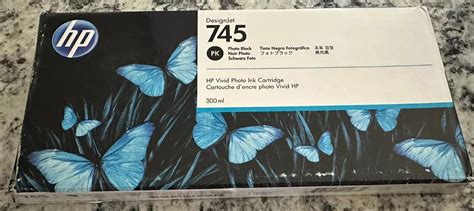 hp
DesignJet
745
PK
Photo Black
Noir Photo
Schwarz Foto
Tinta Negra Fotográfico
フォトブラック
HP Vivid Photo Ink Cartridge
Cartouche d'encre photo Vivid HP
300 ml